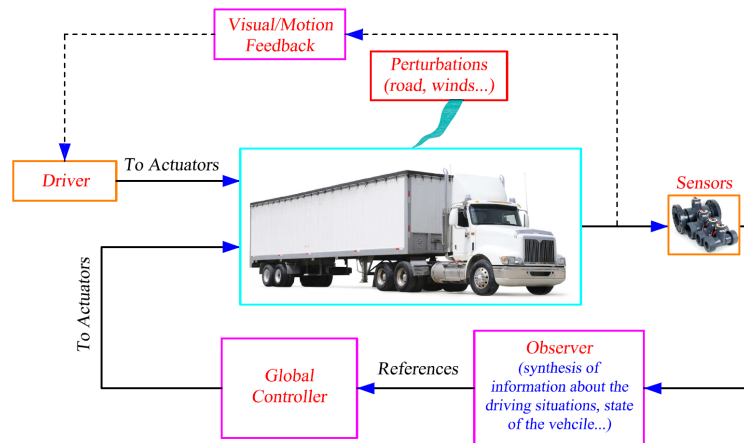 Visual/Motion
Feedback
Perturbations
(road, winds...)
To Actuators
Driver
Sensors
To Actuators
Global
Controller
References
Observer
(synthesis of
information about the
driving situations, state
of the vehcile...)